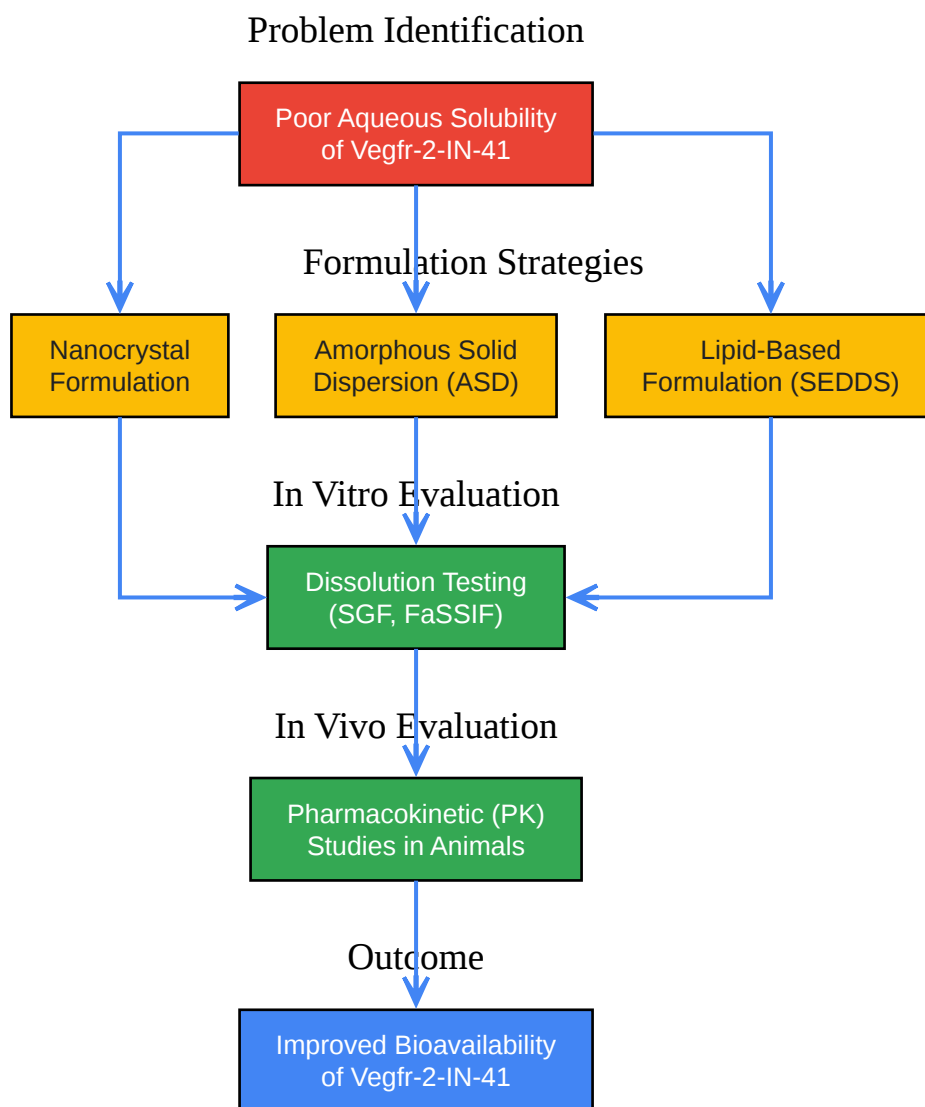 Problem Identification
Poor Aqueous Solubility
of Vegfr-2-IN-41
Formulation Strategies
Nanocrystal
Formulation
Amorphous Solid
Dispersion (ASD)
Lipid-Based
Formulation (SEDDS)
In Vitro Evaluation
Dissolution Testing
(SGF, FaSSIF)
In Vivo Evaluation
Pharmacokinetic (PK)
Studies in Animals
Outcome
Improved Bioavailability
of Vegfr-2-IN-41